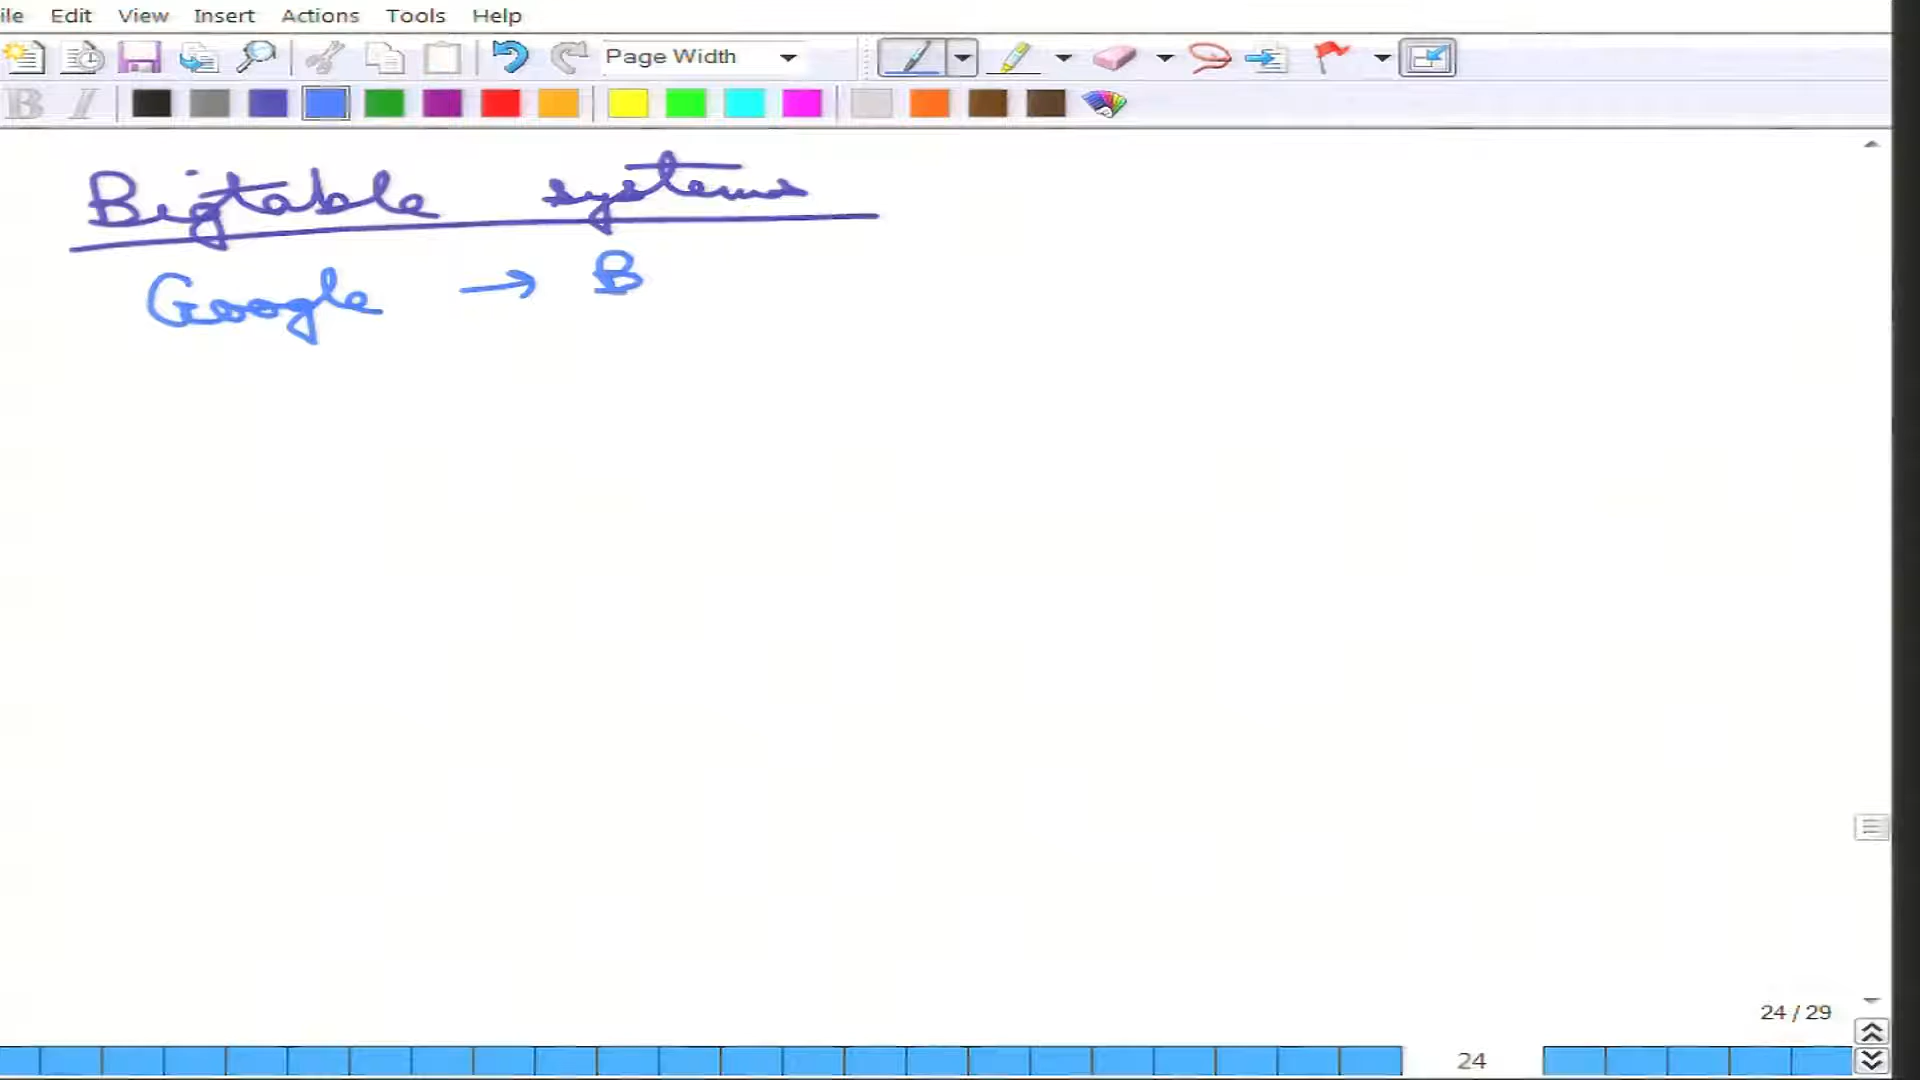 ile Edit View Insert Actions Tools Help
Page Width
B I
Bigtable systems
Google → B
24 / 29
24